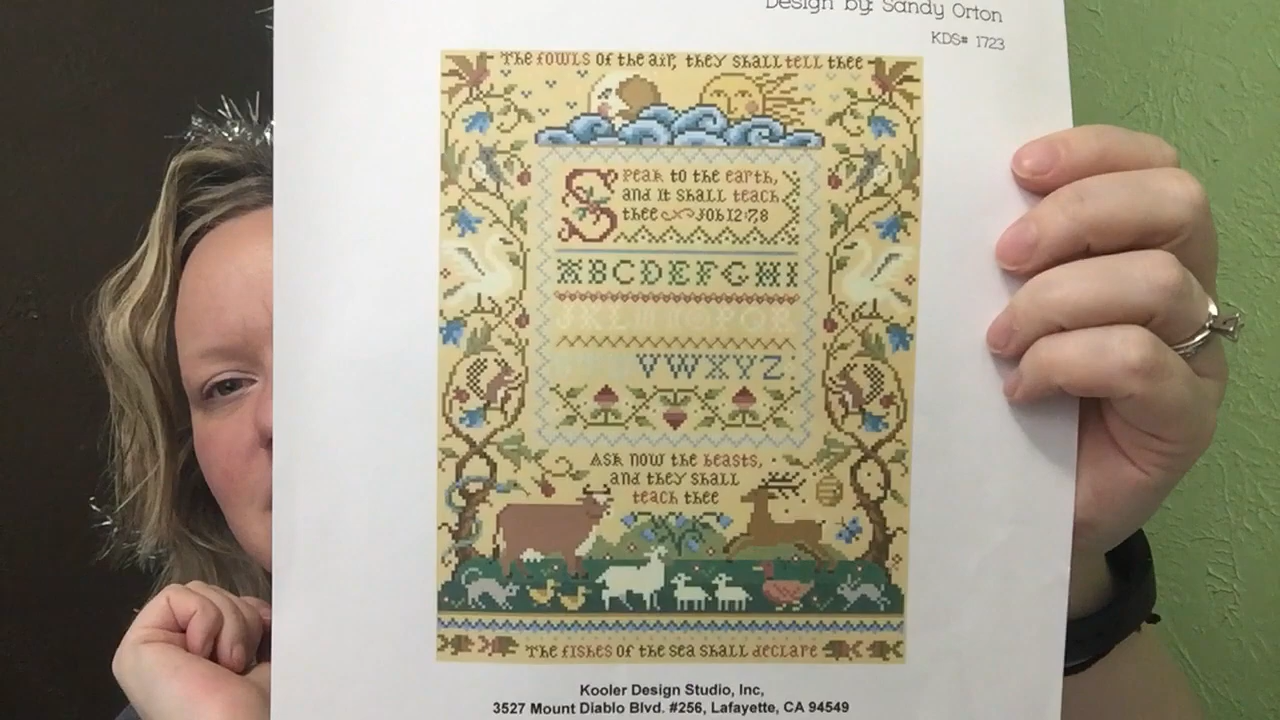 Design by: Sandy Orton
KDS# 1723
The fowls of the air, they shall tell thee
Speak to the earth,
and it shall teach
thee Job 12:7,8
ABCDEFGHI
JKLMNOPQR
VWXYZ
Ask now the beasts,
and they shall
teach thee
The fishes of the sea shall declare
Kooler Design Studio, Inc,
3527 Mount Diablo Blvd. #256, Lafayette, CA 94549